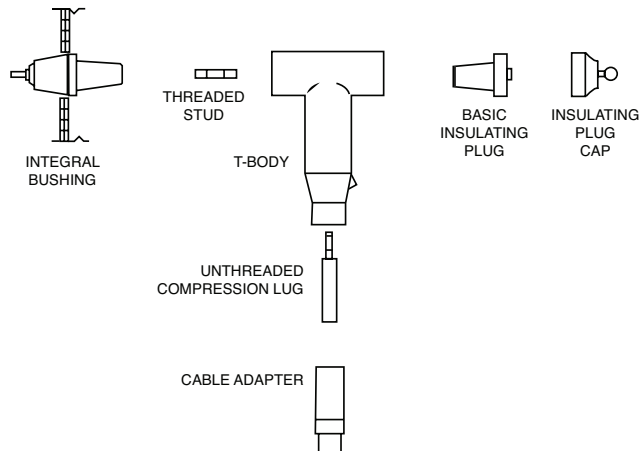 THREADED
STUD
T-BODY
BASIC
INSULATING
PLUG
INSULATING
PLUG
CAP
INTEGRAL
BUSHING
UNTHREADED
COMPRESSION LUG
CABLE ADAPTER